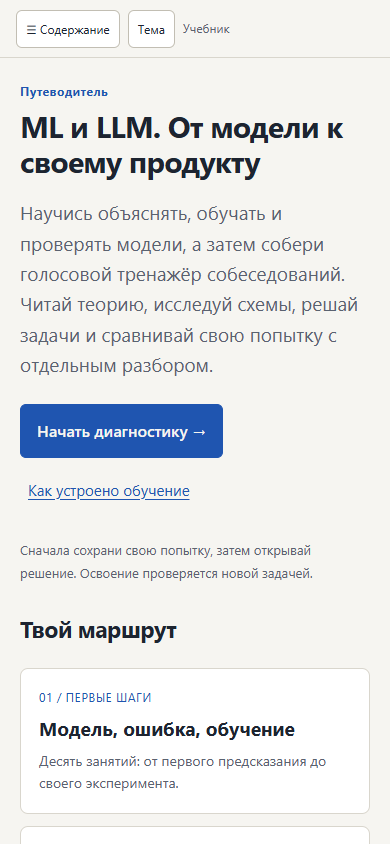 ☰ Содержание Тема Учебник
Путеводитель
ML и LLM. От модели к
своему продукту
Научись объяснять, обучать и
проверять модели, а затем собери
голосовой тренажёр собеседований.
Читай теорию, исследуй схемы, решай
задачи и сравнивай свою попытку с
отдельным разбором.
Начать диагностику →
Как устроено обучение
Сначала сохрани свою попытку, затем открывай
решение. Освоение проверяется новой задачей.
Твой маршрут
01 / ПЕРВЫЕ ШАГИ
Модель, ошибка, обучение
Десять занятий: от первого предсказания до
своего эксперимента.